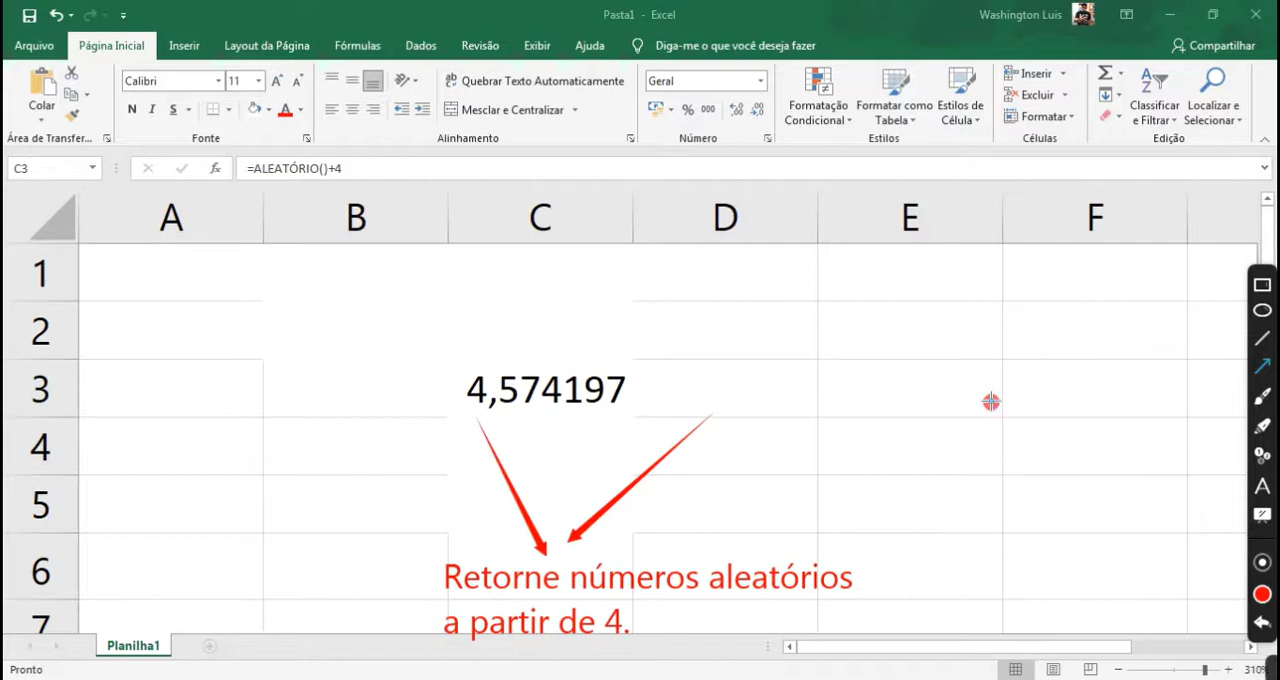 Pasta1 - Excel
Washington Luis
Arquivo Página Inicial Inserir Layout da Página Fórmulas Dados Revisão Exibir Ajuda Diga-me o que você deseja fazer Compartilhar
Colar
Calibri 11
N I S
Quebrar Texto Automaticamente
Mesclar e Centralizar
Geral
% 000
Formatação Condicional
Formatar como Tabela
Estilos de Célula
Inserir
Excluir
Formatar
Classificar e Filtrar
Localizar e Selecionar
Área de Transfer... Fonte Alinhamento Número Estilos Células Edição
C3 fx =ALEATÓRIO()+4
A B C D E F
1
2
3 4,574197
4
5
6
7
Retorne números aleatórios
a partir de 4.
Planilha1
Pronto 310%